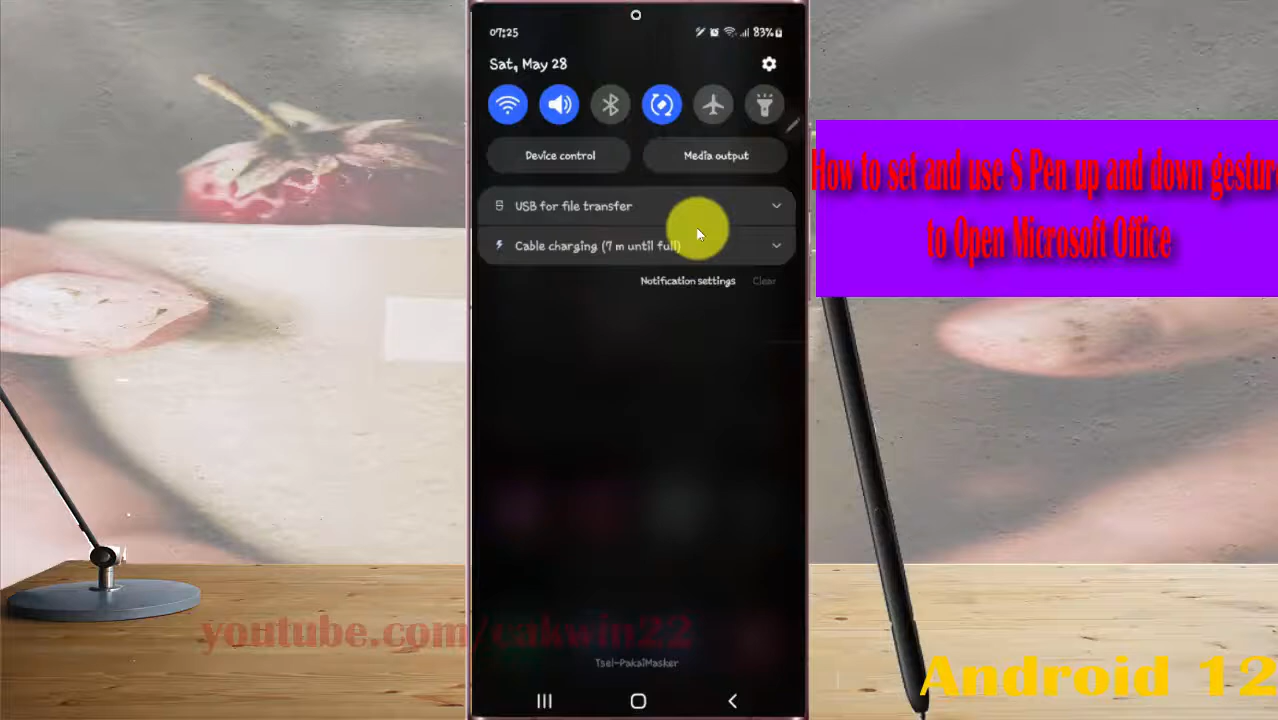 07:25
83%
Sat, May 28
Device control
Media output
USB for file transfer
Cable charging (7 m until full)
Notification settings
Clear
Tsel-PakaiMasker
How to set and use S Pen up and down gestur
to Open Microsoft Office
youtube.com/cakwin22
Android 12